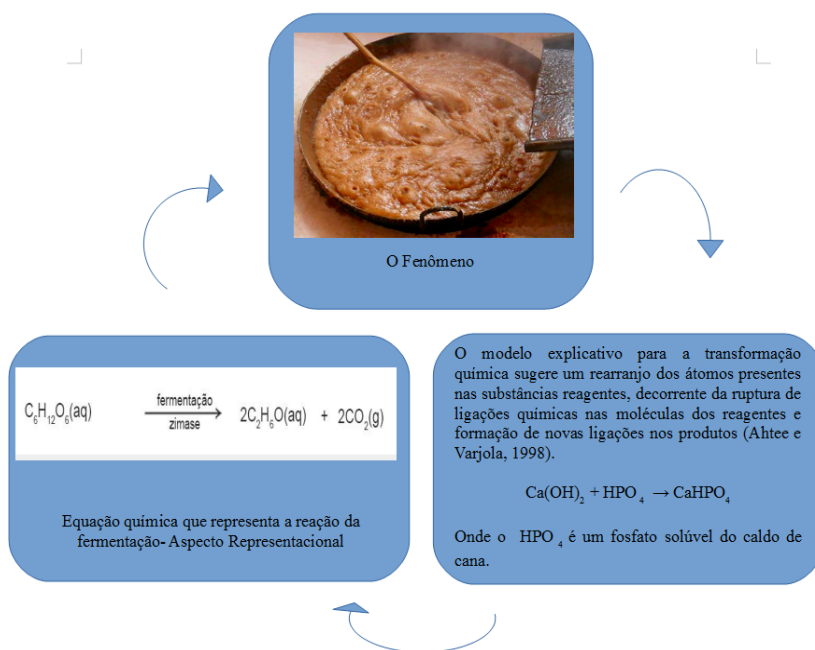 O Fenômeno
O modelo explicativo para a transformação
química sugere um rearranjo dos átomos presentes
nas substâncias reagentes, decorrente da ruptura de
ligações químicas nas moléculas dos reagentes e
formação de novas ligações nos produtos (Ahtee e
Varjola, 1998).
Ca(OH)₂ + HPO₄ → CaHPO₄
Onde o HPO₄ é um fosfato solúvel do caldo de
cana.
fermentação
C₆H₁₂O₆(aq) → 2C₂H₆O(aq) + 2CO₂(g)
zimase
Equação química que representa a reação da
fermentação- Aspecto Representacional